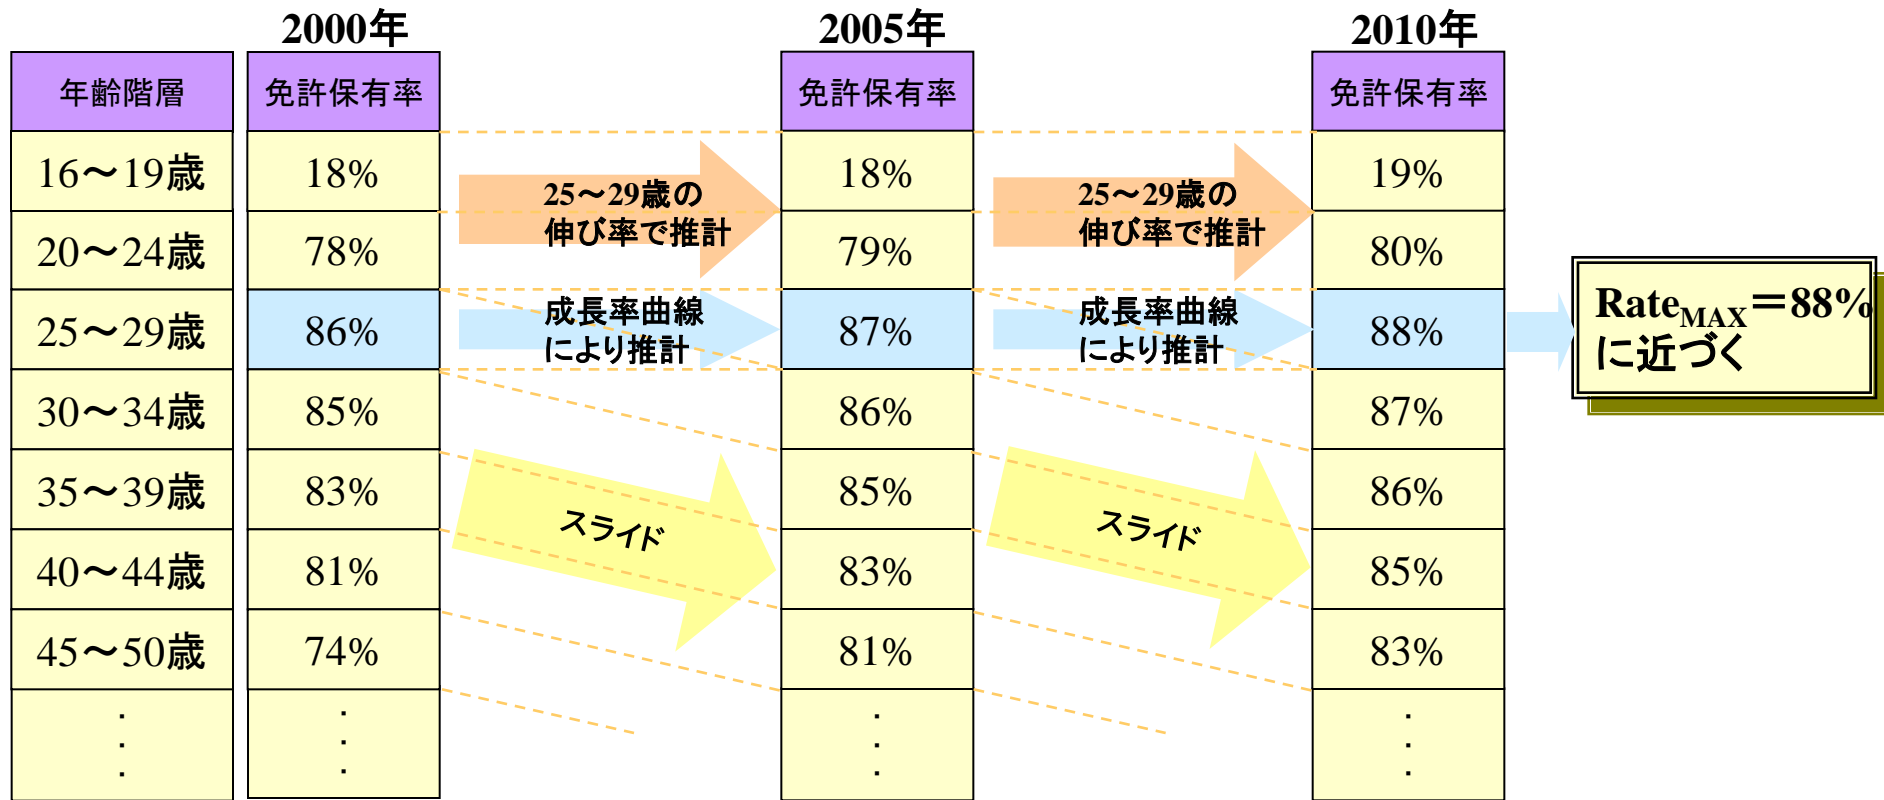 2000年 2005年 2010年
年齢階層 免許保有率 免許保有率 免許保有率
16～19歳 18% 25～29歳の 18% 25～29歳の 19%
伸び率で推計 伸び率で推計
20～24歳 78% 79% 80%
25～29歳 86% 成長率曲線 87% 成長率曲線 88% RateMAX＝88%
により推計 により推計 に近づく
30～34歳 85% 86% 87%
35～39歳 83% スライド 85% スライド 86%
40～44歳 81% 83% 85%
45～50歳 74% 81% 83%
． ． ． ．
． ． ． ．
． ． ． ．